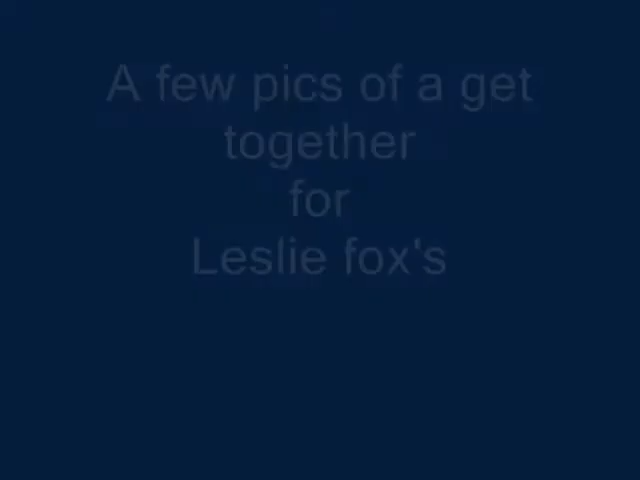 A few pics of a get
together
for
Leslie fox's